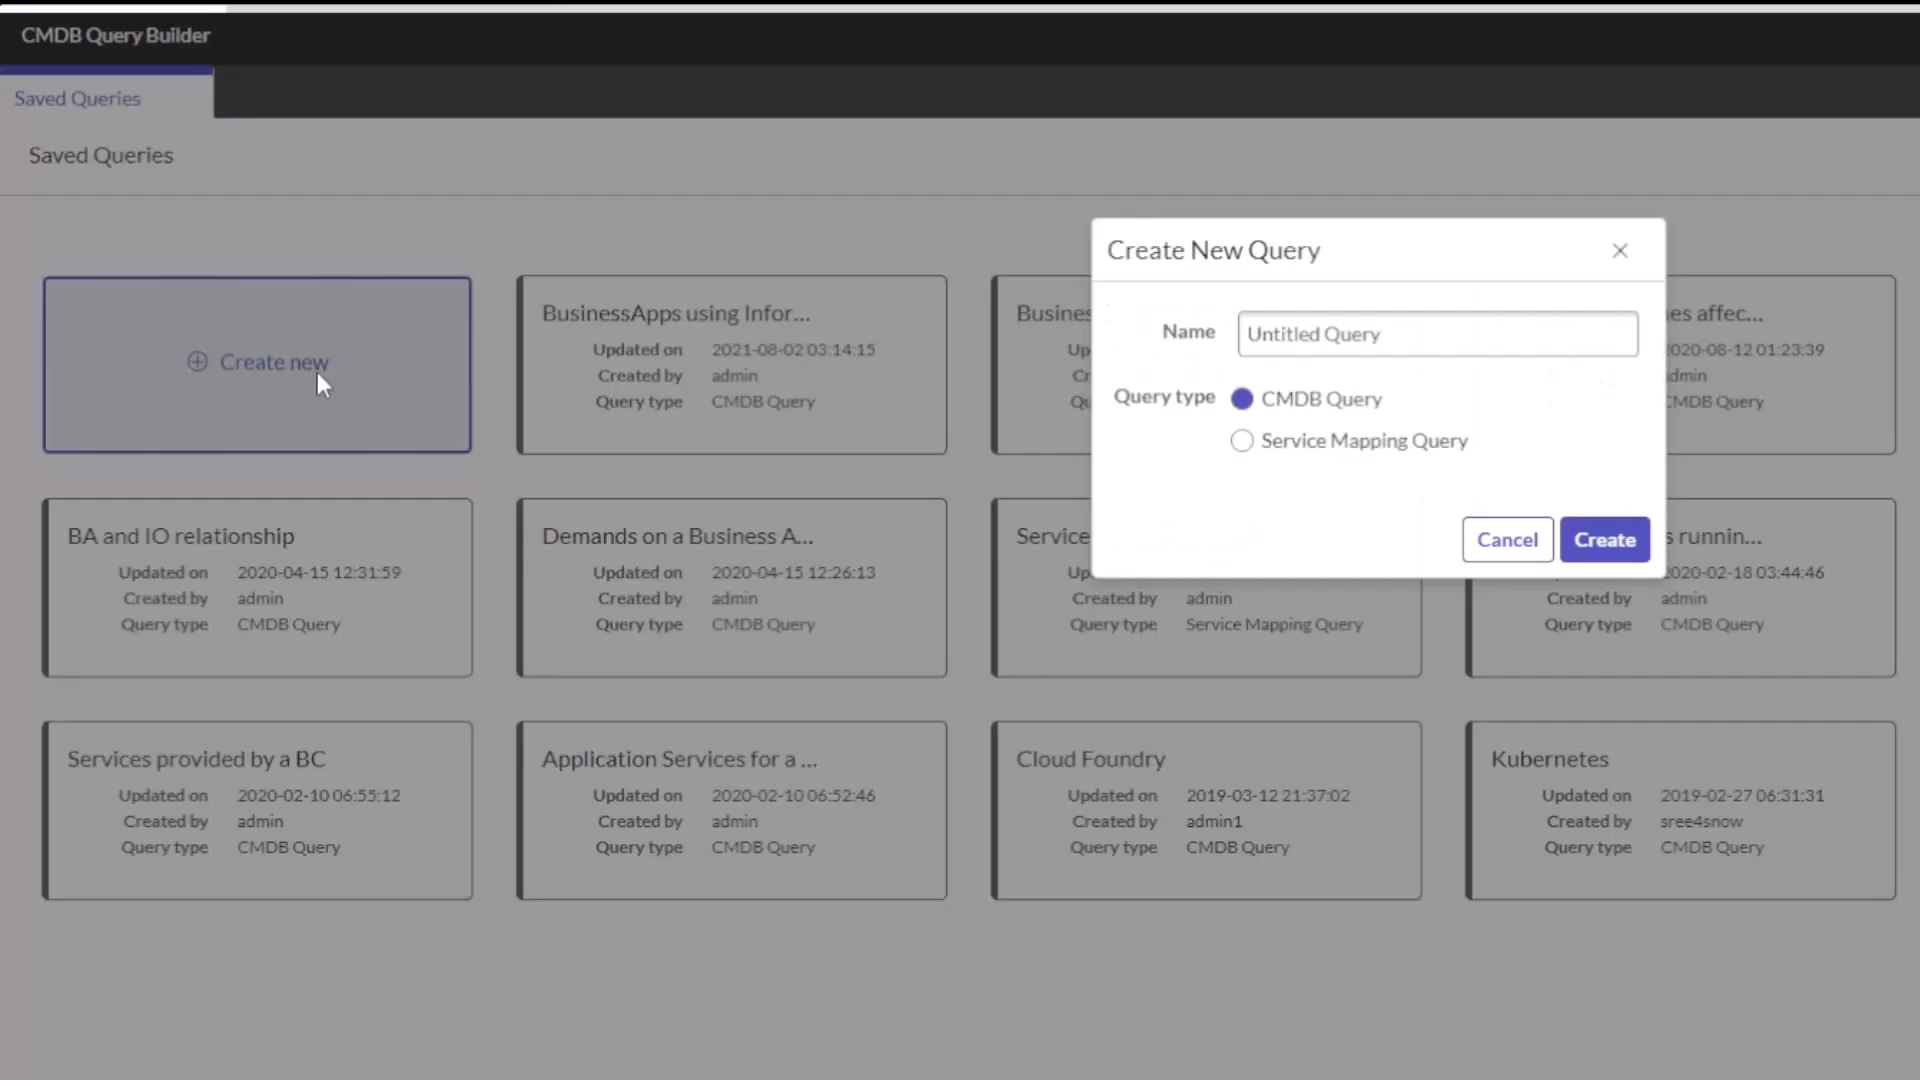 CMDB Query Builder
Saved Queries
Saved Queries
Create New Query
Name
Untitled Query
Query type
CMDB Query
Service Mapping Query
Cancel
Create
Create new
BusinessApps using Infor...
Updated on 2021-08-02 03:14:15
Created by admin
Query type CMDB Query
Busines
Up
Cr
Qu
es affec...
2020-08-12 01:23:39
dmin
CMDB Query
BA and IO relationship
Updated on 2020-04-15 12:31:59
Created by admin
Query type CMDB Query
Demands on a Business A...
Updated on 2020-04-15 12:26:13
Created by admin
Query type CMDB Query
Service
Up
Created by admin
Query type Service Mapping Query
s runnin...
2020-02-18 03:44:46
Created by admin
Query type CMDB Query
Services provided by a BC
Updated on 2020-02-10 06:55:12
Created by admin
Query type CMDB Query
Application Services for a ...
Updated on 2020-02-10 06:52:46
Created by admin
Query type CMDB Query
Cloud Foundry
Updated on 2019-03-12 21:37:02
Created by admin1
Query type CMDB Query
Kubernetes
Updated on 2019-02-27 06:31:31
Created by sree4snow
Query type CMDB Query